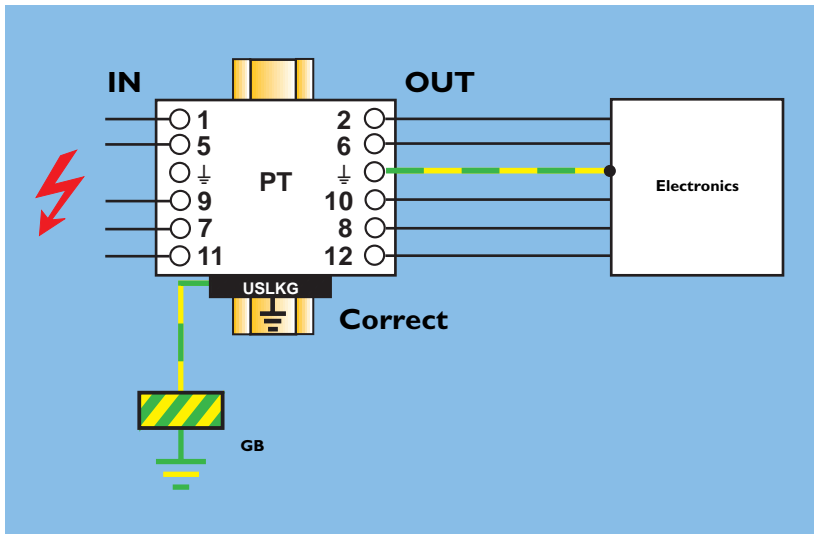 IN OUT
1 2
5 6
PT
Electronics
9 10
7 8
11 12
USLKG
Correct
GB